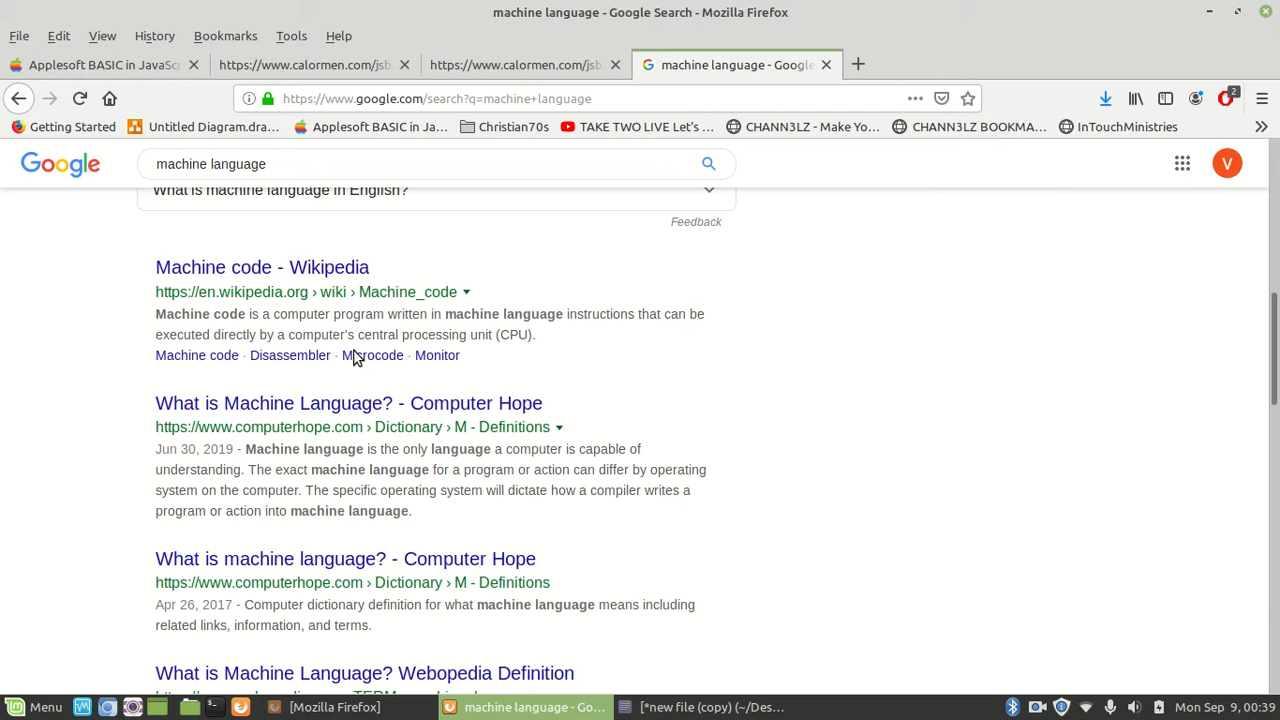 machine language - Google Search - Mozilla Firefox
File Edit View History Bookmarks Tools Help
Applesoft BASIC in JavaSc
https://www.calormen.com/jsb
https://www.calormen.com/jsb
machine language - Google
https://www.google.com/search?q=machine+language
2
Getting Started
Untitled Diagram.dra...
Applesoft BASIC in Ja...
Christian70s
TAKE TWO LIVE Let's ...
CHANN3LZ - Make Yo...
CHANN3LZ BOOKMA...
InTouchMinistries
Google
machine language
V
What is machine language in English?
Feedback
Machine code - Wikipedia
https://en.wikipedia.org › wiki › Machine_code
Machine code is a computer program written in machine language instructions that can be
executed directly by a computer's central processing unit (CPU).
Machine code · Disassembler · Microcode · Monitor
What is Machine Language? - Computer Hope
https://www.computerhope.com › Dictionary › M - Definitions
Jun 30, 2019 - Machine language is the only language a computer is capable of
understanding. The exact machine language for a program or action can differ by operating
system on the computer. The specific operating system will dictate how a compiler writes a
program or action into machine language.
What is machine language? - Computer Hope
https://www.computerhope.com › Dictionary › M - Definitions
Apr 26, 2017 - Computer dictionary definition for what machine language means including
related links, information, and terms.
What is Machine Language? Webopedia Definition
Menu
[Mozilla Firefox]
machine language - Go...
[*new file (copy) (~/Des...
Mon Sep 9, 00:39